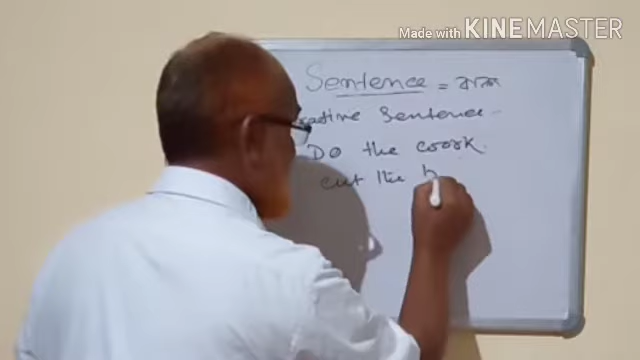 Made with KINEMASTER
Sentence = বাক্য
Sentence -
Do the work.
cut the